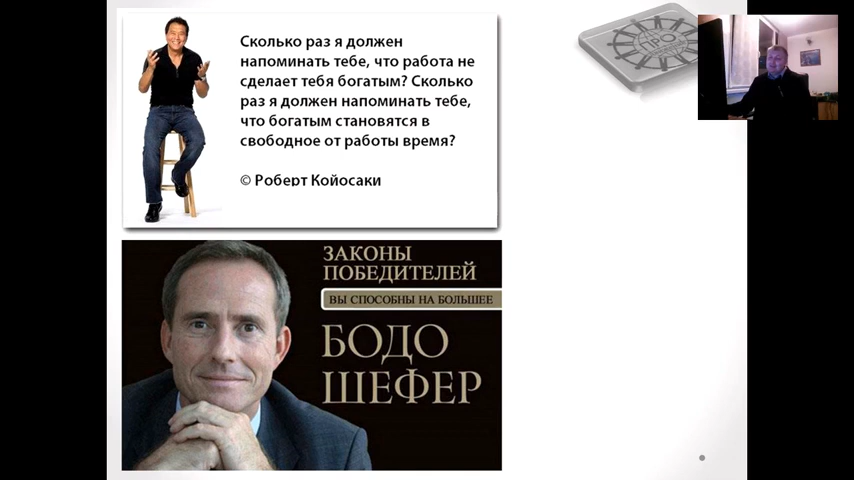 Сколько раз я должен
напоминать тебе, что работа не
сделает тебя богатым? Сколько
раз я должен напоминать тебе,
что богатым становятся в
свободное от работы время?
© Роберт Койосаки
ПРО
ЗАКОНЫ
ПОБЕДИТЕЛЕЙ
ВЫ СПОСОБНЫ НА БОЛЬШЕЕ
БОДО
ШЕФЕР